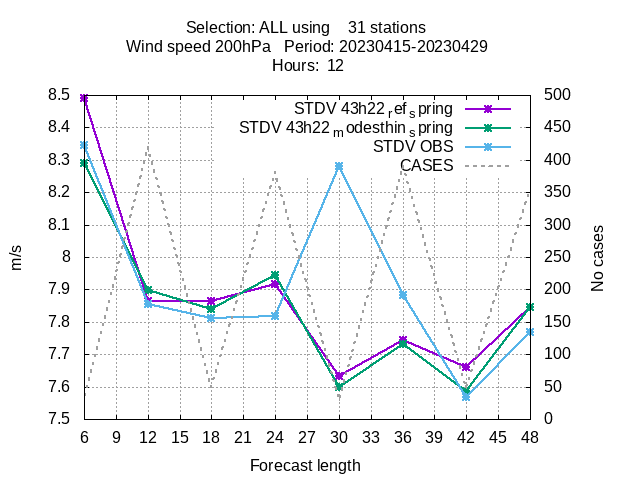 Selection: ALL using 31 stations
Wind speed 200hPa Period: 20230415-20230429
Hours: 12
STDV 43h22 ref spring
STDV 43h22 modesthin spring
STDV OBS
CASES
8.5
8.4
8.3
8.2
8.1
8
7.9
7.8
7.7
7.6
7.5
m/s
500
450
400
350
300
250
200
150
100
50
0
No cases
6 9 12 15 18 21 24 27 30 33 36 39 42 45 48
Forecast length